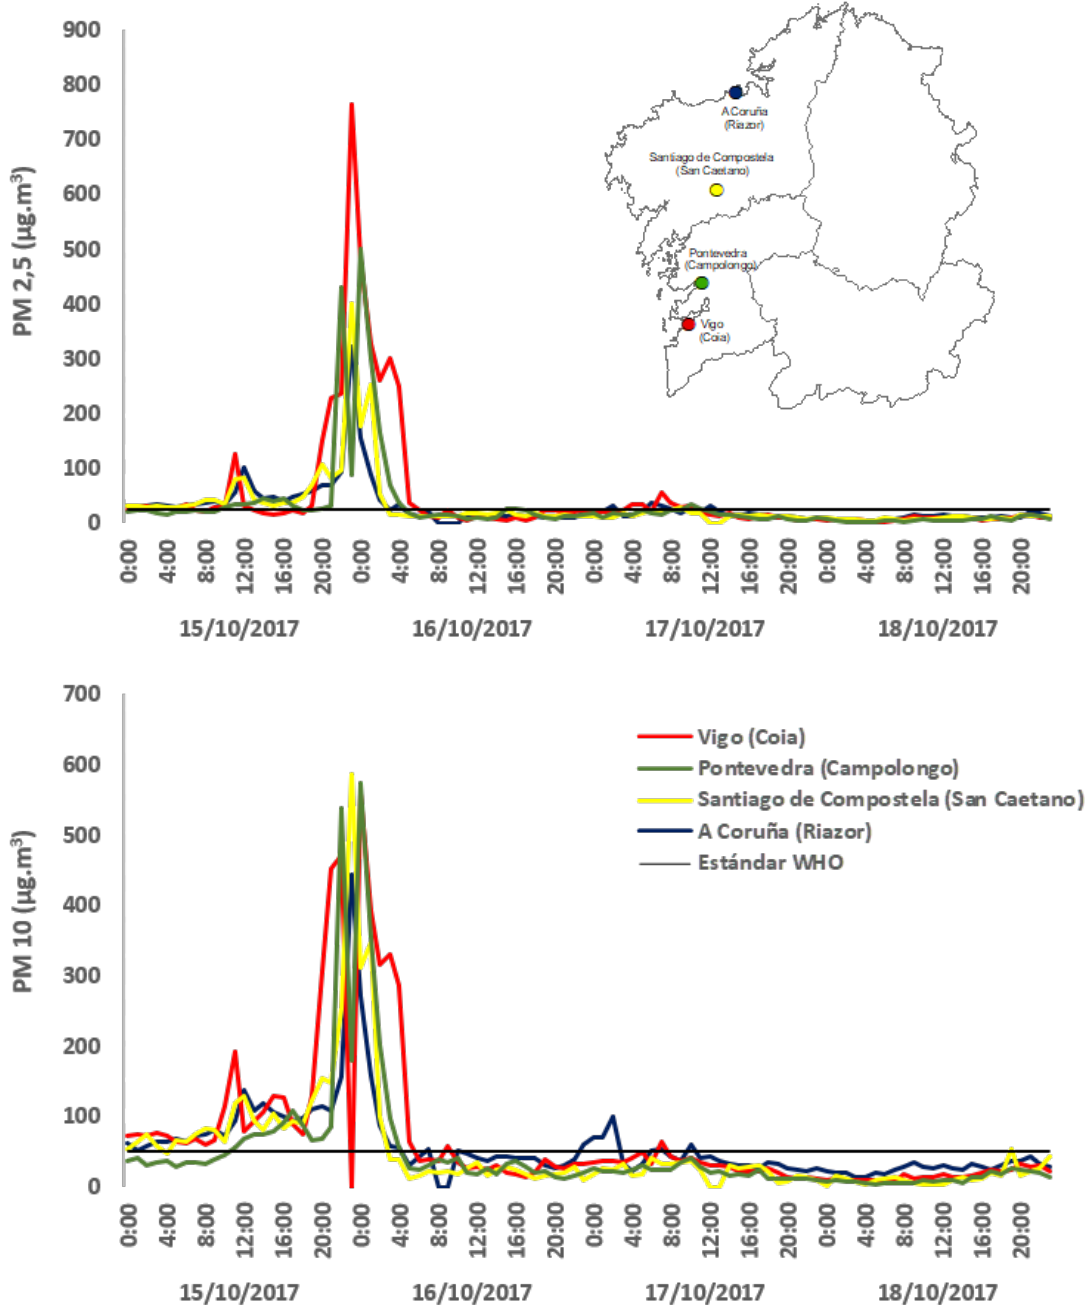 900
800
700
600
500
400
300
200
100
0
PM 2,5 (µg.m³)
A Coruña
(Riazor)
Santiago de Compostela
(San Caetano)
Pontevedra
(Campolongo)
Vigo
(Coia)
0:00 4:00 8:00 12:00 16:00 20:00 0:00 4:00 8:00 12:00 16:00 20:00 0:00 4:00 8:00 12:00 16:00 20:00 0:00 4:00 8:00 12:00 16:00 20:00
15/10/2017 16/10/2017 17/10/2017 18/10/2017
700
600
500
400
300
200
100
0
PM 10 (µg.m³)
Vigo (Coia)
Pontevedra (Campolongo)
Santiago de Compostela (San Caetano)
A Coruña (Riazor)
Estándar WHO
0:00 4:00 8:00 12:00 16:00 20:00 0:00 4:00 8:00 12:00 16:00 20:00 0:00 4:00 8:00 12:00 16:00 20:00 0:00 4:00 8:00 12:00 16:00 20:00
15/10/2017 16/10/2017 17/10/2017 18/10/2017